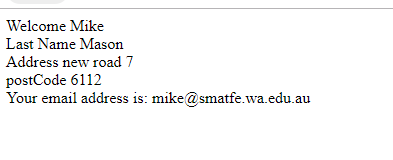 Welcome Mike
Last Name Mason
Address new road 7
postCode 6112
Your email address is: mike@smatfe.wa.edu.au